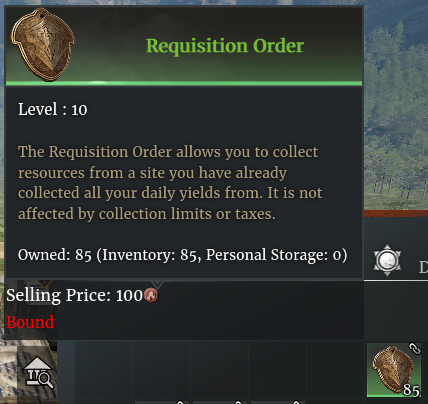 Requisition Order
Level : 10
The Requisition Order allows you to collect
resources from a site you have already
collected all your daily yields from. It is not
affected by collection limits or taxes.
Owned: 85 (Inventory: 85, Personal Storage: 0)
Selling Price: 100
Bound
D
85